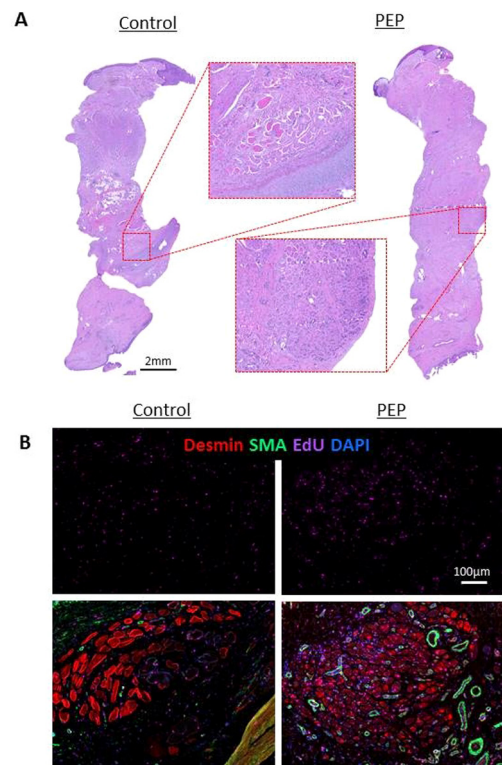 A
Control
PEP
2mm
Control
PEP
B
Desmin SMA EdU DAPI
100µm